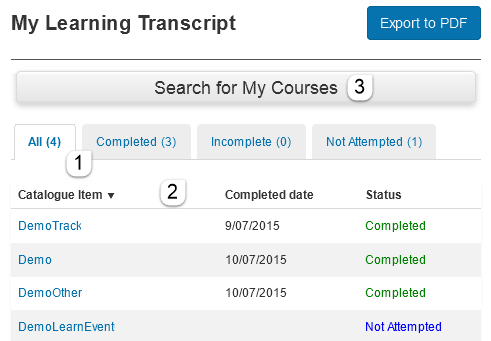 My Learning Transcript Export to PDF
Search for My Courses 3
All (4) Completed (3) Incomplete (0) Not Attempted (1)
1
Catalogue Item ▼ 2 Completed date Status
DemoTrack 9/07/2015 Completed
Demo 10/07/2015 Completed
DemoOther 10/07/2015 Completed
DemoLearnEvent Not Attempted